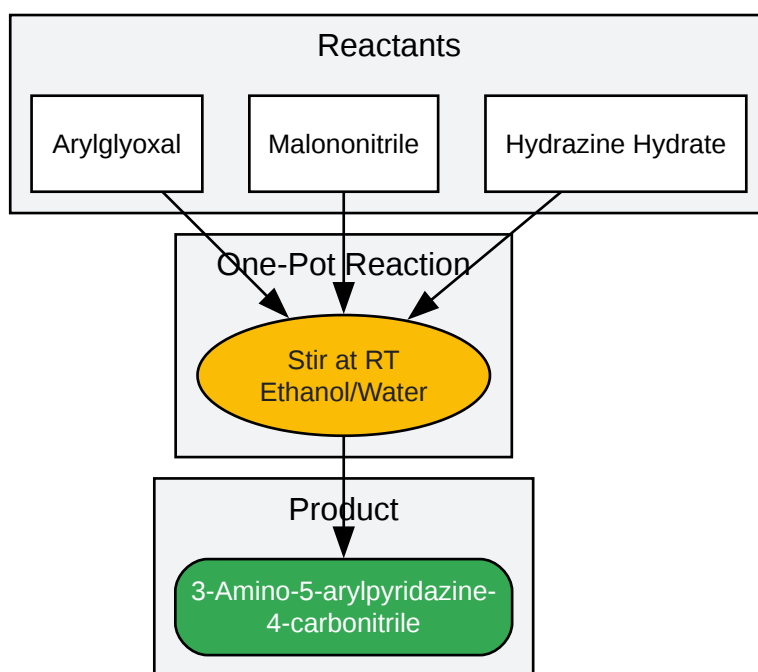 Reactants
Arylglyoxal
Malononitrile
Hydrazine Hydrate
One-Pot Reaction
Stir at RT
Ethanol/Water
Product
3-Amino-5-arylpyridazine-
4-carbonitrile